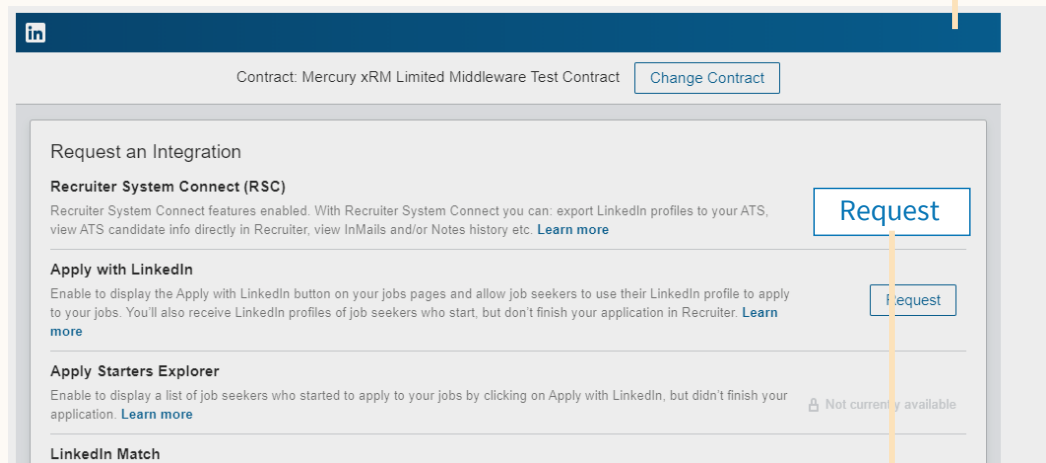 in
Contract: Mercury xRM Limited Middleware Test Contract Change Contract
Request an Integration
Recruiter System Connect (RSC)
Recruiter System Connect features enabled. With Recruiter System Connect you can: export LinkedIn profiles to your ATS,
view ATS candidate info directly in Recruiter, view InMails and/or Notes history etc. Learn more
Request
Apply with LinkedIn
Enable to display the Apply with LinkedIn button on your jobs pages and allow job seekers to use their LinkedIn profile to apply
to your jobs. You'll also receive LinkedIn profiles of job seekers who start, but don't finish your application in Recruiter. Learn
more
Request
Apply Starters Explorer
Enable to display a list of job seekers who started to apply to your jobs by clicking on Apply with LinkedIn, but didn't finish your
application. Learn more
Not currently available
LinkedIn Match